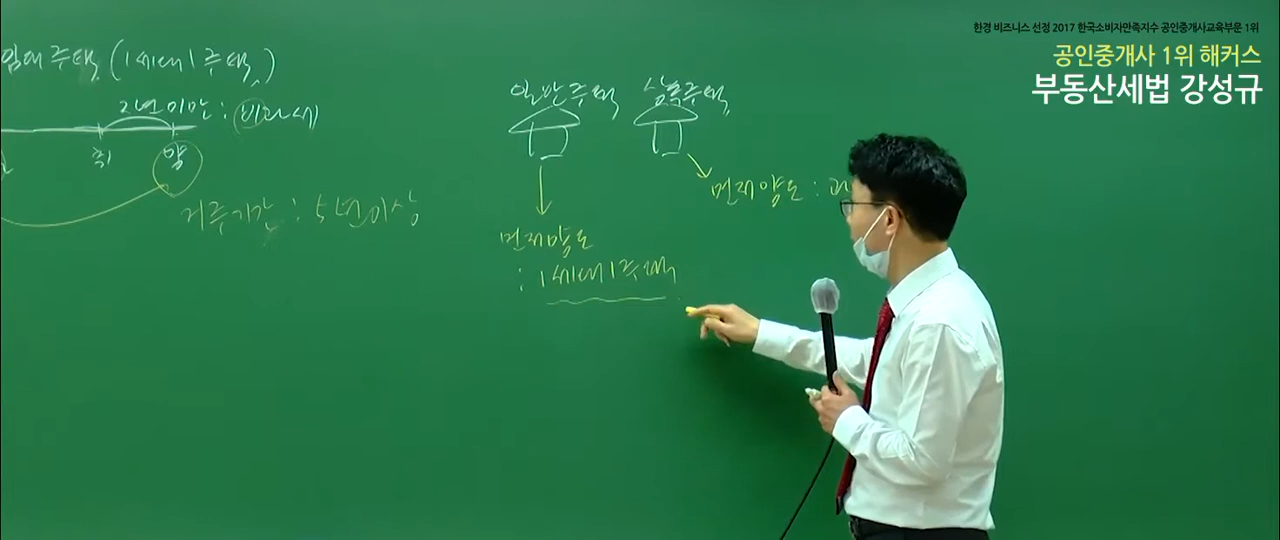 한경 비즈니스 선정 2017 한국소비자만족지수 공인중개사교육부문 1위
공인중개사 1위 해커스
부동산세법 강성규
임대주택 (1세대1주택)
2년미만 : 비과세
취 양
거주기간 : 5년이상
일반주택 상속주택
먼저양도 : 과
먼저양도
: 1세대1주택